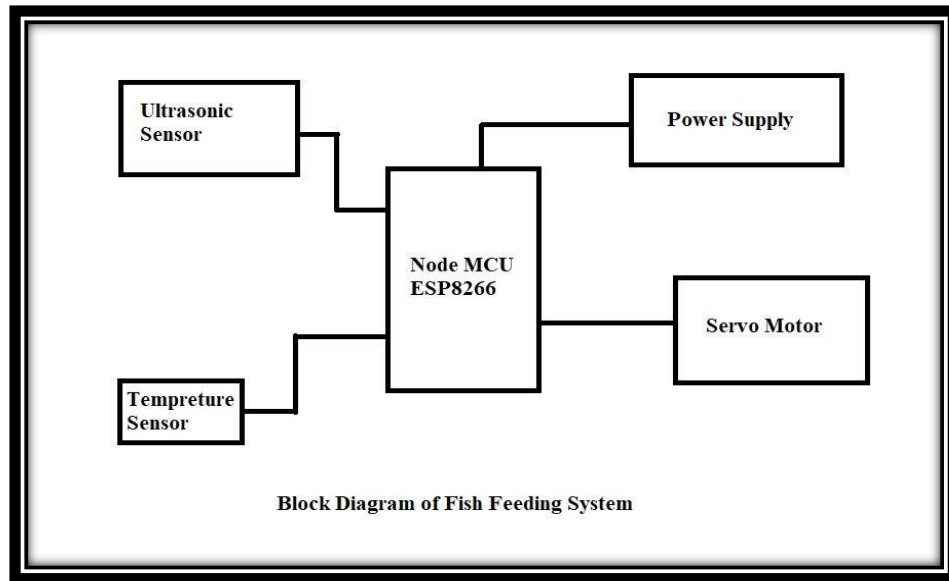 Ultrasonic
Sensor
Power Supply
Node MCU
ESP8266
Servo Motor
Tempreture
Sensor
Block Diagram of Fish Feeding System